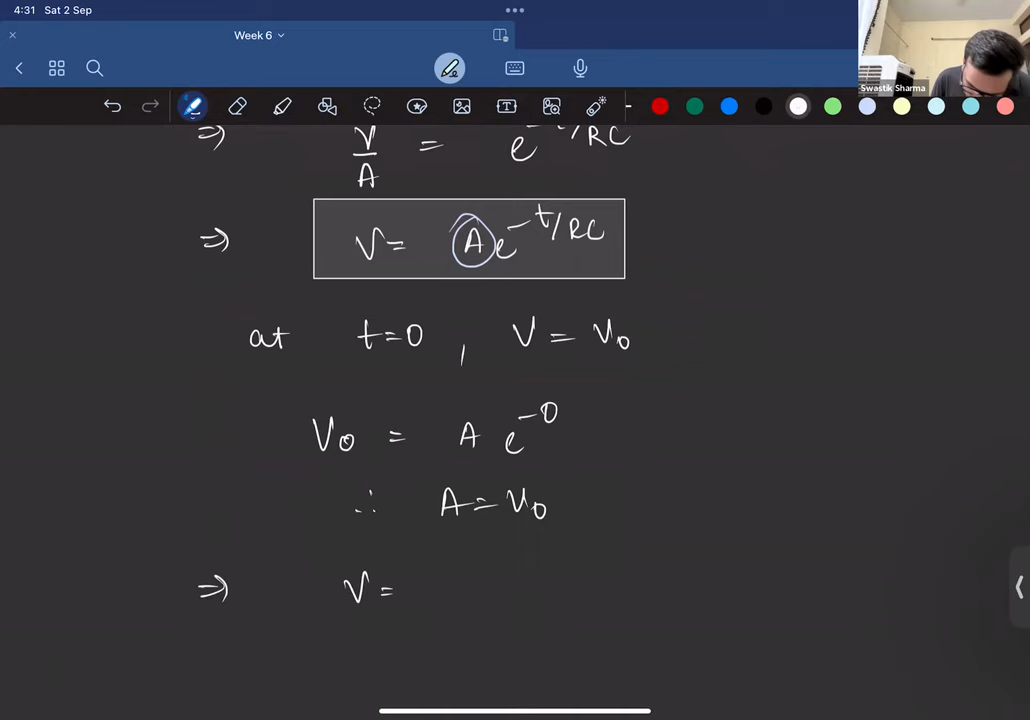 4:31 Sat 2 Sep
Week 6
Swastik Sharma
⇒ V/A = e^-t/RC
⇒ V = A e^-t/RC
at t=0, V = V₀
V₀ = A e^-0
∴ A = V₀
⇒ V =